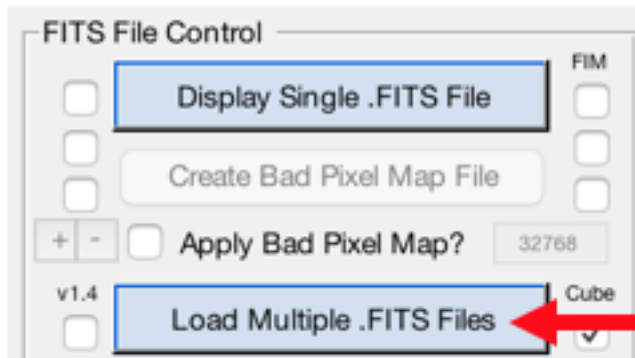 FITS File Control
FIM
Display Single .FITS File
Create Bad Pixel Map File
+ - Apply Bad Pixel Map? 32768
v1.4 Cube
Load Multiple .FITS Files